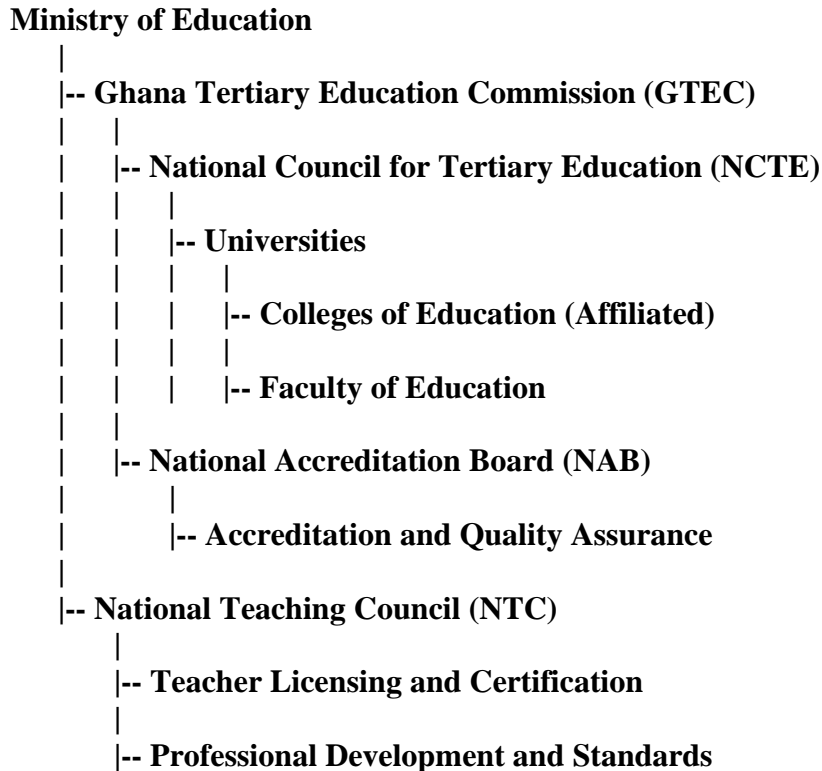 Ministry of Education
|
|-- Ghana Tertiary Education Commission (GTEC)
| |
| |-- National Council for Tertiary Education (NCTE)
| | |
| | |-- Universities
| | | |
| | | |-- Colleges of Education (Affiliated)
| | | |
| | | |-- Faculty of Education
| |
| |-- National Accreditation Board (NAB)
| |
| |-- Accreditation and Quality Assurance
|
|-- National Teaching Council (NTC)
|
|-- Teacher Licensing and Certification
|
|-- Professional Development and Standards